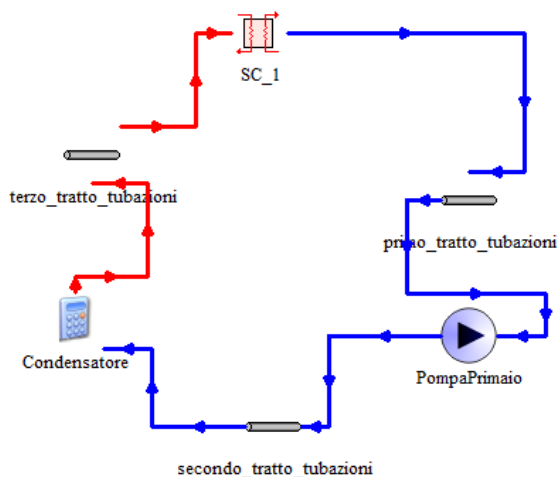 SC_1
terzo_tratto_tubazioni
primo_tratto_tubazioni
Condensatore
PompaPrimaio
secondo_tratto_tubazioni